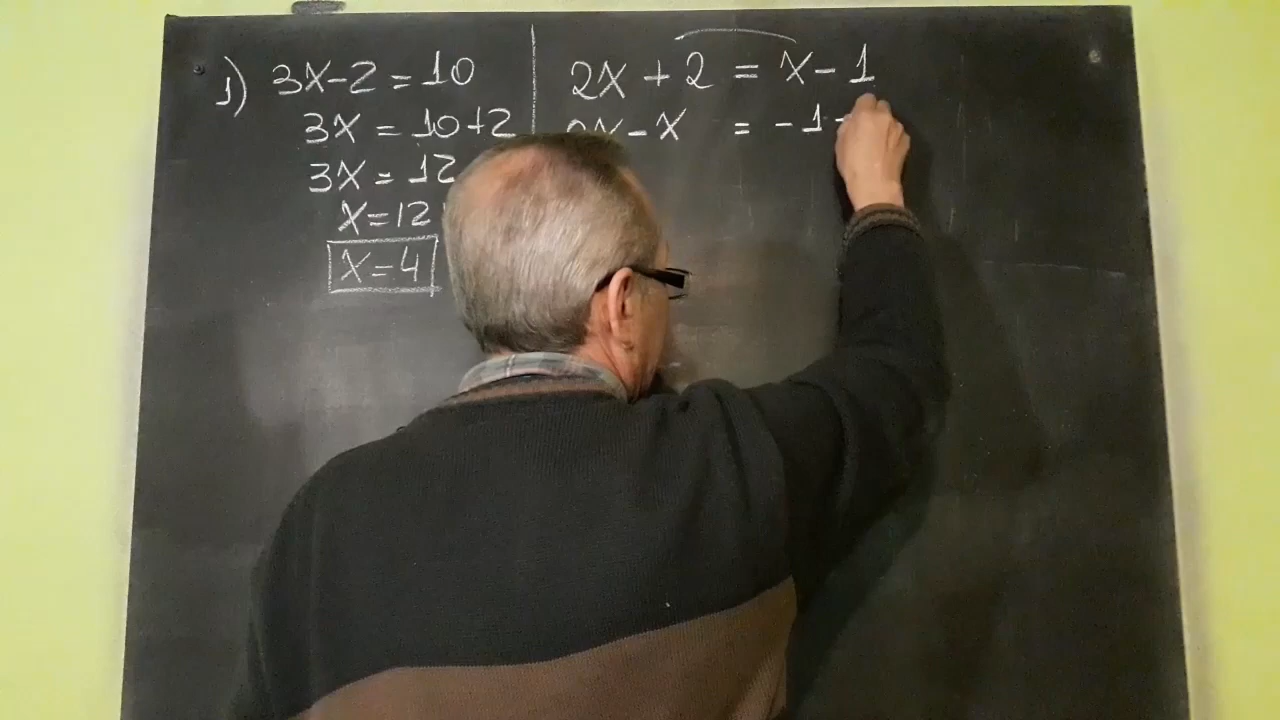 1) 3x-2=10
3x = 10+2
3x = 12
x=12
x=4
2x+2 = x-1
2x-x = -1-